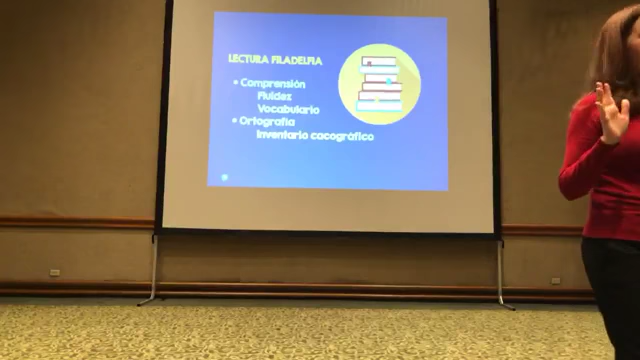 LECTURA FILADELFIA
• Comprensión
Fluidez
Vocabulario
• Ortografía
Inventario cacográfico